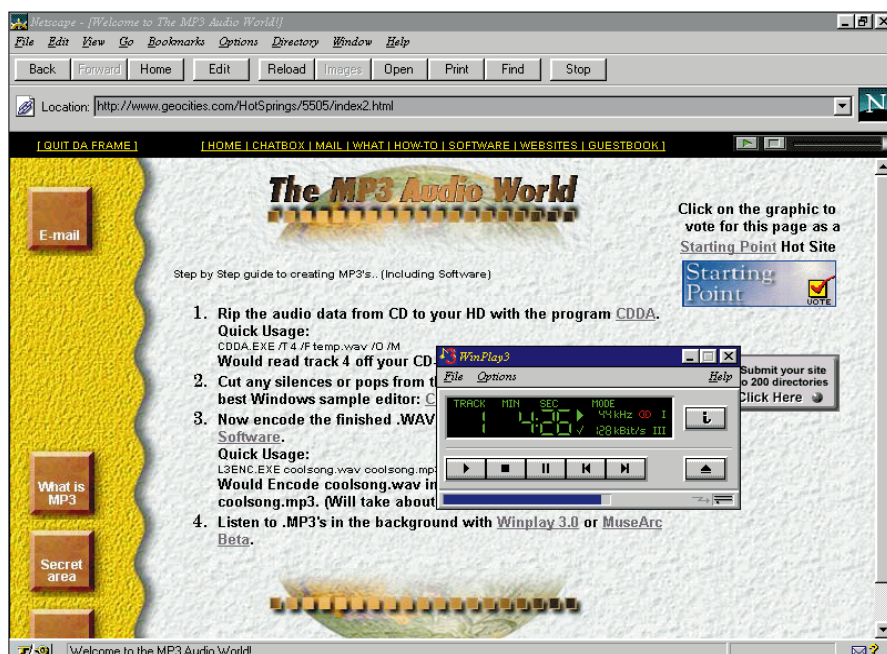 Netscape - [Welcome to The MP3 Audio World!]
File Edit View Go Bookmarks Options Directory Window Help
Back Forward Home Edit Reload Images Open Print Find Stop
Location: http://www.geocities.com/HotSprings/5505/index2.html
N
[ QUIT DA FRAME ] [ HOME | CHATBOX | MAIL | WHAT | HOW-TO | SOFTWARE | WEBSITES | GUESTBOOK ]
The MP3 Audio World
E-mail
Click on the graphic to
vote for this page as a
Starting Point Hot Site
Starting
Point
VOTE
Step by Step guide to creating MP3's.. (Including Software)
1. Rip the audio data from CD to your HD with the program CDDA.
Quick Usage:
CDDA.EXE /T 4 /F temp.wav /O /M
Would read track 4 off your CD.
2. Cut any silences or pops from
best Windows sample editor:
3. Now encode the finished .WAV
Software.
Quick Usage:
L3ENC.EXE coolsong.wav coolsong.mp3
Would Encode coolsong.wav in
coolsong.mp3. (Will take about
4. Listen to .MP3's in the background with Winplay 3.0 or MuseArc
Beta.
WinPlay3
File Options Help
TRACK MIN SEC MODE
1 4:26 44kHz I
128kBit/s III
i
Submit your site
to 200 directories
Click Here
What is
MP3
Secret
area
Welcome to the MP3 Audio World!